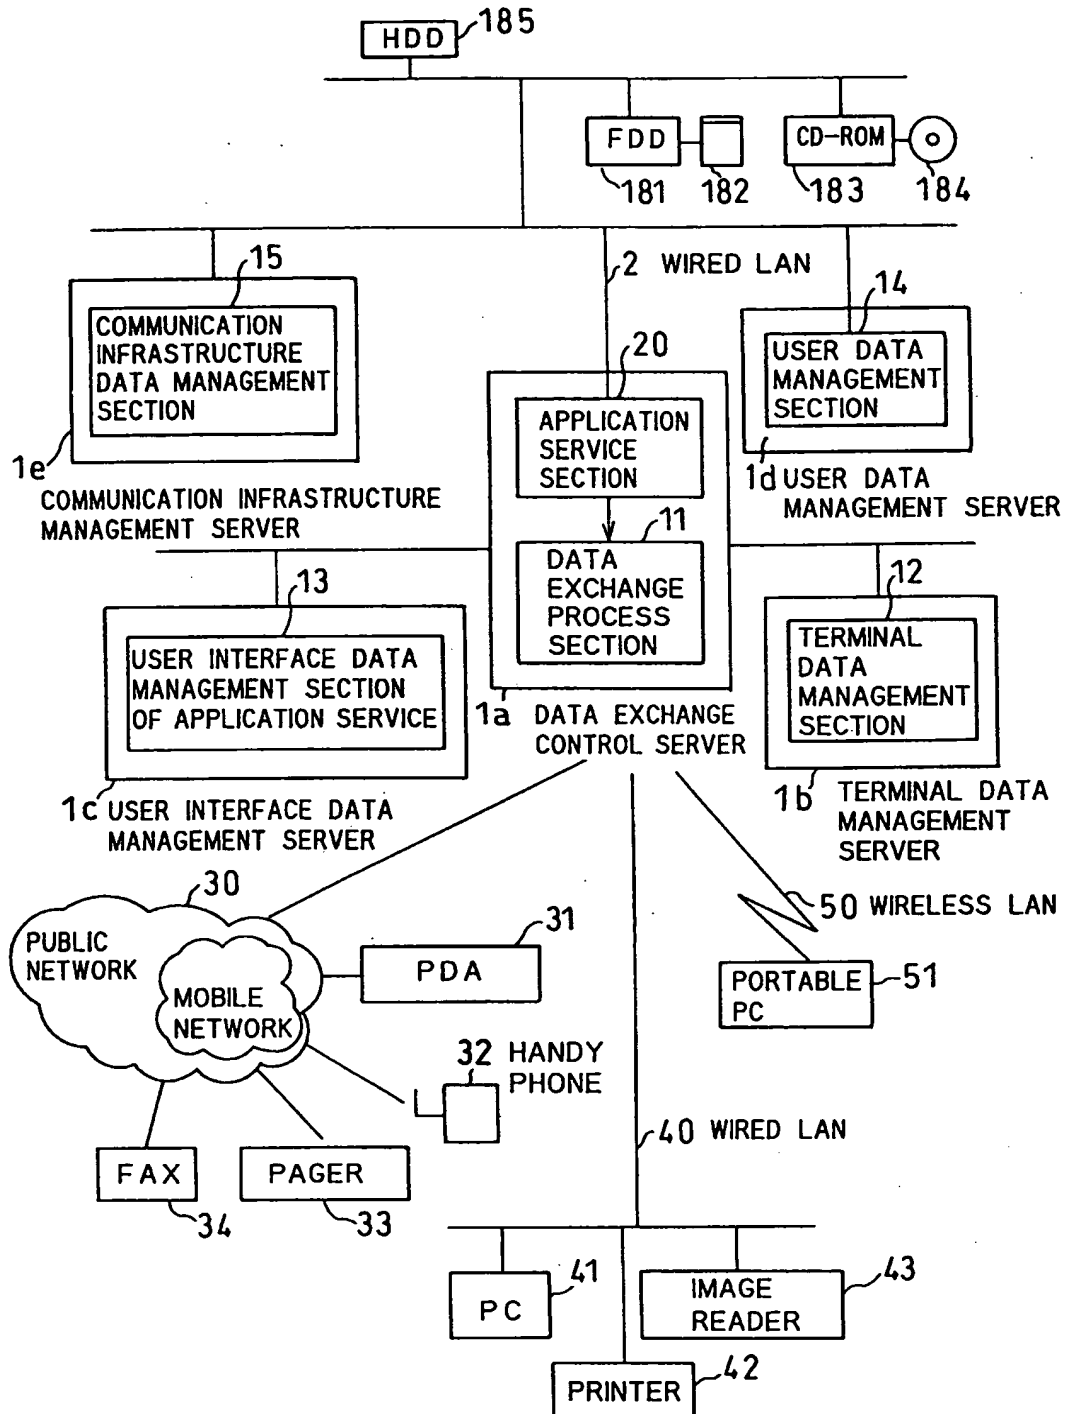 HDD
185
FDD
CD-ROM
181
182
183
184
2 WIRED LAN
15
COMMUNICATION
INFRASTRUCTURE
DATA MANAGEMENT
SECTION
1e
COMMUNICATION INFRASTRUCTURE
MANAGEMENT SERVER
20
APPLICATION
SERVICE
SECTION
14
USER DATA
MANAGEMENT
SECTION
1d USER DATA
MANAGEMENT SERVER
11
DATA
EXCHANGE
PROCESS
SECTION
1a DATA EXCHANGE
CONTROL SERVER
13
USER INTERFACE DATA
MANAGEMENT SECTION
OF APPLICATION SERVICE
1c USER INTERFACE DATA
MANAGEMENT SERVER
12
TERMINAL
DATA
MANAGEMENT
SECTION
1b TERMINAL DATA
MANAGEMENT
SERVER
30
PUBLIC
NETWORK
MOBILE
NETWORK
31
PDA
50 WIRELESS LAN
PORTABLE
PC
51
32 HANDY
PHONE
40 WIRED LAN
FAX
34
PAGER
33
PC
41
IMAGE
READER
43
PRINTER
42